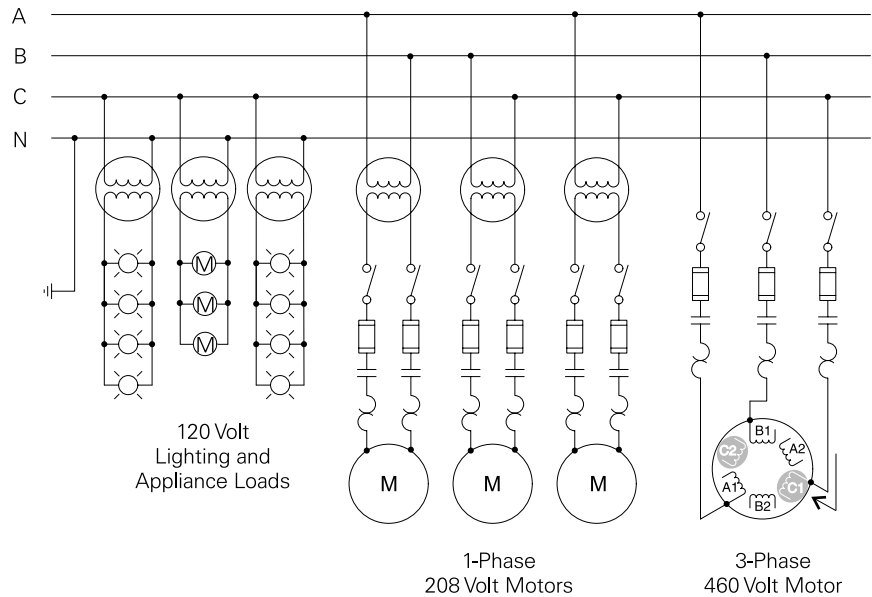 A
B
C
N
M
M
M
120 Volt
Lighting and
Appliance Loads
M
M
M
1-Phase
208 Volt Motors
B1
C2
A2
A1
C1
B2
3-Phase
460 Volt Motor